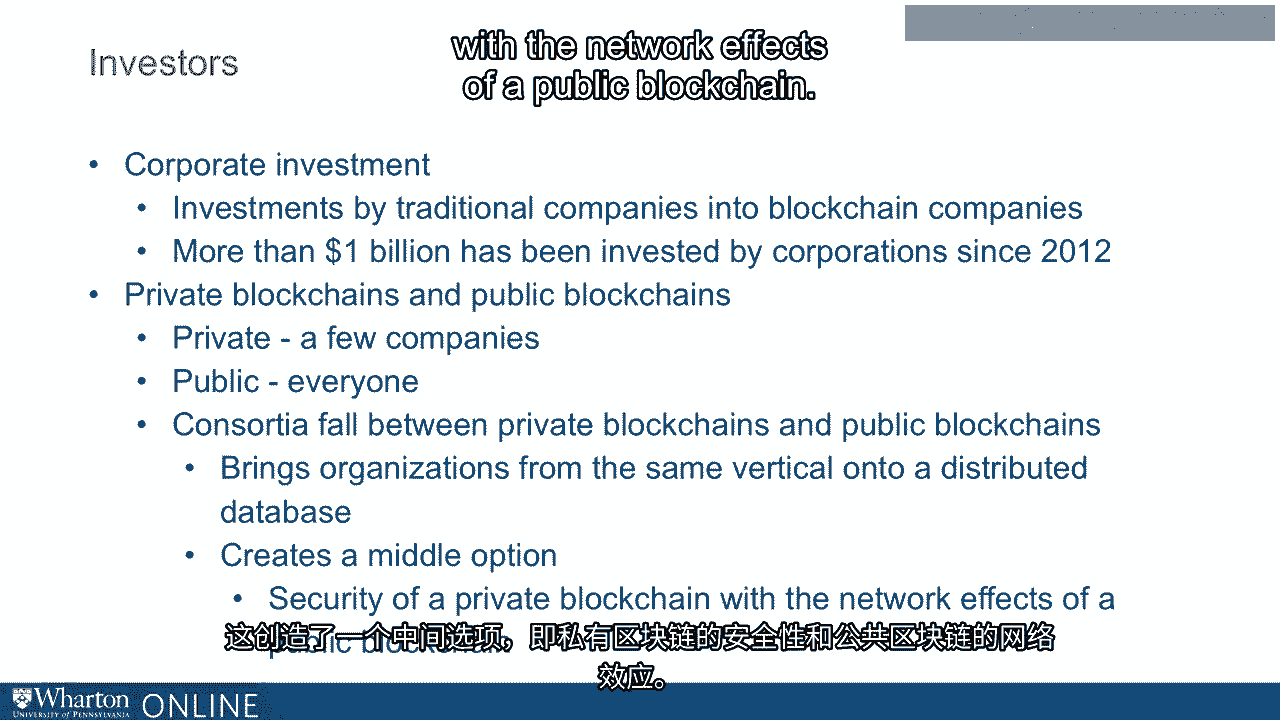 with the network effects
of a public blockchain.
Investors
• Corporate investment
• Investments by traditional companies into blockchain companies
• More than $1 billion has been invested by corporations since 2012
• Private blockchains and public blockchains
• Private - a few companies
• Public - everyone
• Consortia fall between private blockchains and public blockchains
• Brings organizations from the same vertical onto a distributed
database
• Creates a middle option
• Security of a private blockchain with the network effects of a
public blockchain
这创造了一个中间选项，即私有区块链的安全性和公共区块链的网络
效应。
Wharton
UNIVERSITY of PENNSYLVANIA
ONLINE